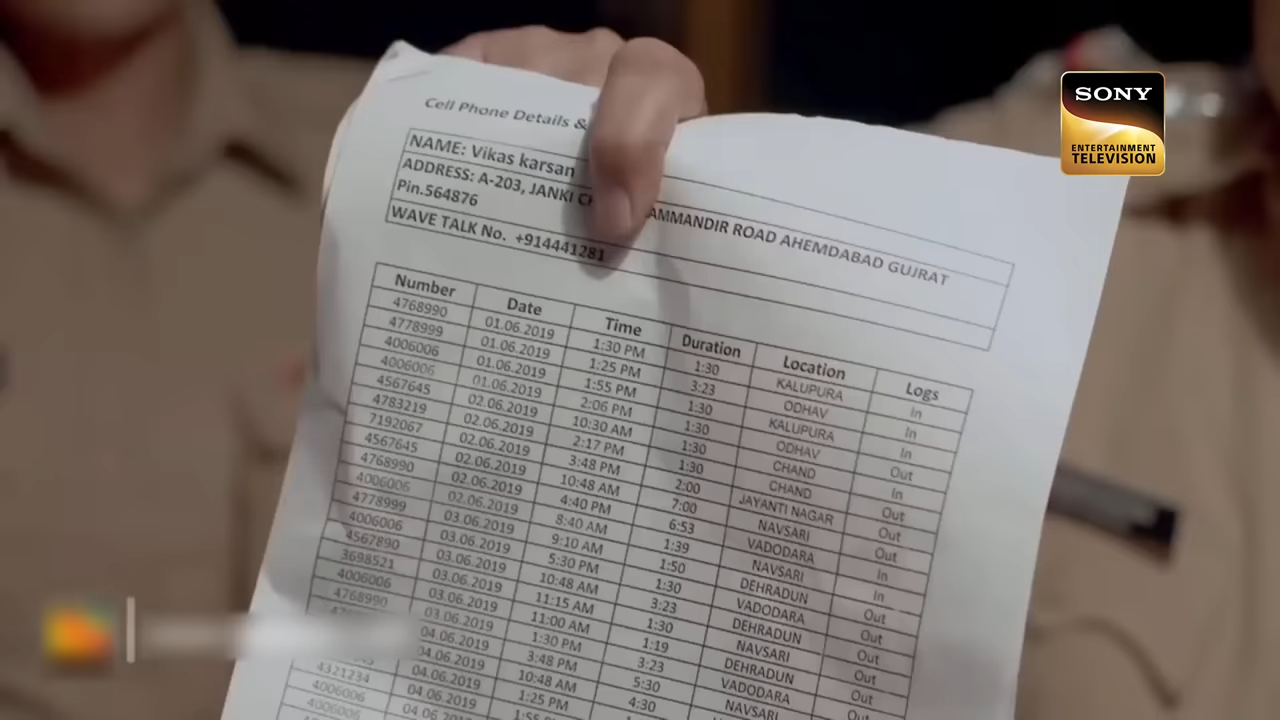 SONY
ENTERTAINMENT
TELEVISION
Cell Phone Details &
NAME: Vikas karsan
ADDRESS: A-203, JANKI AMMANDIR ROAD AHEMDABAD GUJRAT
Pin.564876
WAVE TALK No. +914441281
Number Date Time Duration Location Logs
4768990 01.06.2019 1:30 PM 1:30 KALUPURA In
4778999 01.06.2019 1:25 PM 3:23 ODHAV In
4006006 01.06.2019 1:55 PM 1:30 KALUPURA In
4006006 01.06.2019 2:06 PM 1:30 ODHAV Out
4567645 02.06.2019 10:30 AM 1:30 CHAND In
4783219 02.06.2019 2:17 PM 1:30 CHAND Out
7192067 02.06.2019 3:48 PM 2:00 JAYANTI NAGAR Out
4567645 02.06.2019 10:48 AM 7:00 NAVSARI Out
4768990 02.06.2019 4:40 PM 6:53 VADODARA In
4006006 02.06.2019 8:40 AM 1:39 NAVSARI In
4778999 03.06.2019 9:10 AM 1:50 DEHRADUN Out
4006006 03.06.2019 5:30 PM 1:30 VADODARA Out
4567890 03.06.2019 10:48 AM 3:23 DEHRADUN Out
3698521 03.06.2019 11:15 AM 1:30 NAVSARI Out
4006006 03.06.2019 11:00 AM 1:19 DEHRADUN Out
4768990 03.06.2019 1:30 PM 3:23 VADODARA Out
04.06.2019 3:48 PM 5:30 NAVSARI
04.06.2019 10:48 AM 4:30
4321234 04.06.2019 1:25 PM
4006006 04.06.2019 1:55 PM
4006006